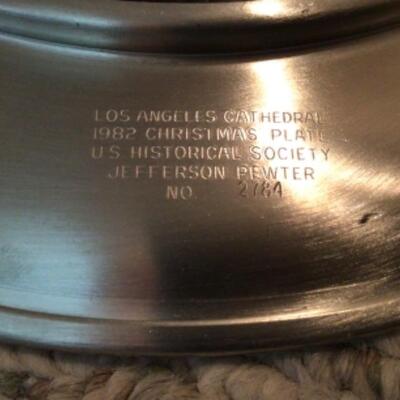 LOS ANGELES CATHEDRAL
1982 CHRISTMAS PLATE
U.S. HISTORICAL SOCIETY
JEFFERSON PEWTER
NO. 2784